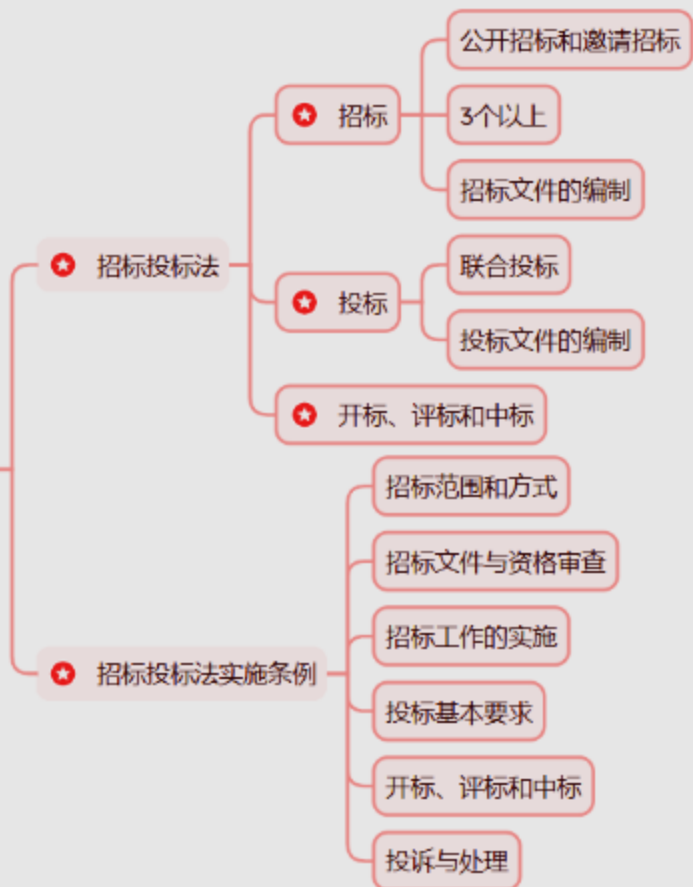 招标投标法
招标
公开招标和邀请招标
3个以上
招标文件的编制
投标
联合投标
投标文件的编制
开标、评标和中标
招标投标法实施条例
招标范围和方式
招标文件与资格审查
招标工作的实施
投标基本要求
开标、评标和中标
投诉与处理